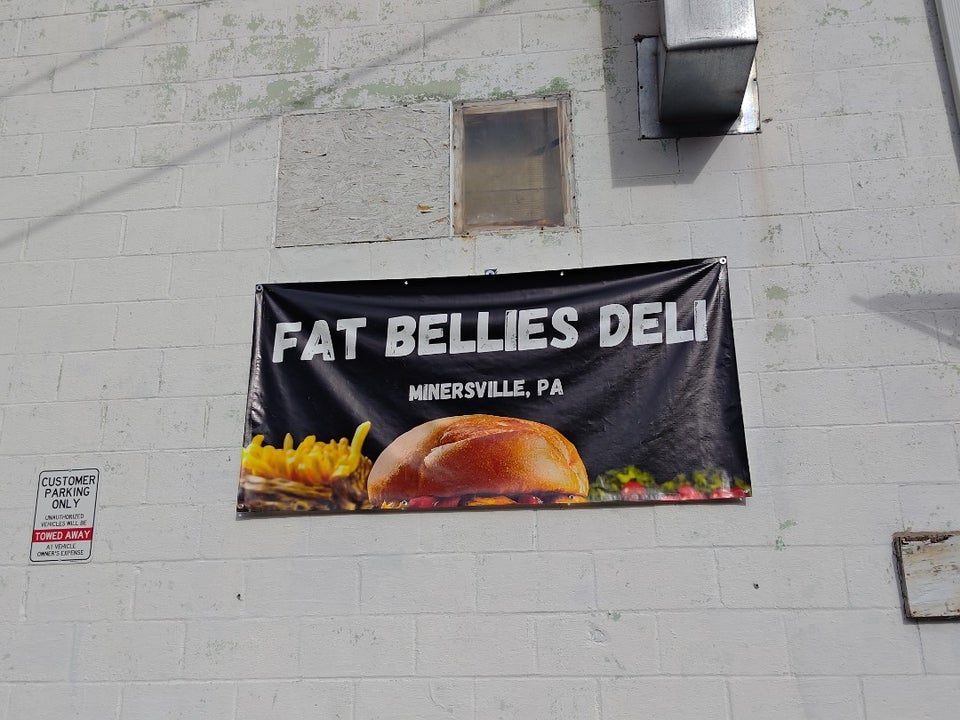 FAT BELLIES DELI
MINERSVILLE, PA
CUSTOMER
PARKING
ONLY
UNAUTHORIZED
VEHICLES WILL BE
TOWED AWAY
AT VEHICLE
OWNER'S EXPENSE